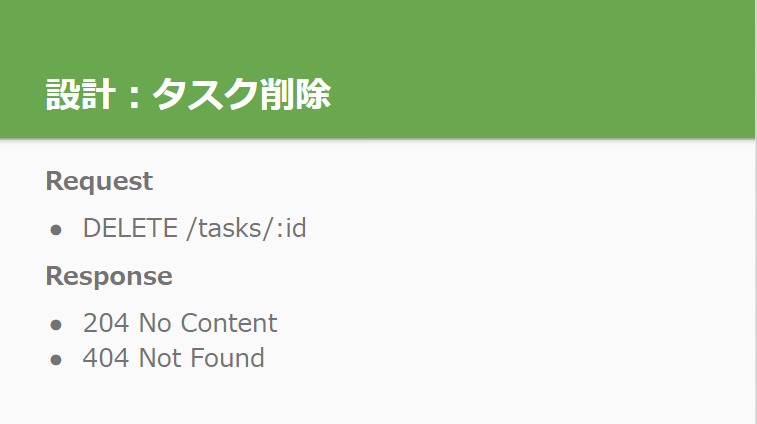 設計：タスク削除
Request
● DELETE /tasks/:id
Response
● 204 No Content
● 404 Not Found